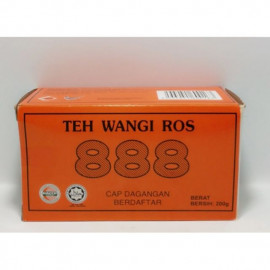 TEH WANGI ROS
888
CAP DAGANGAN
BERDAFTAR
BERAT
BERSIH: 250g